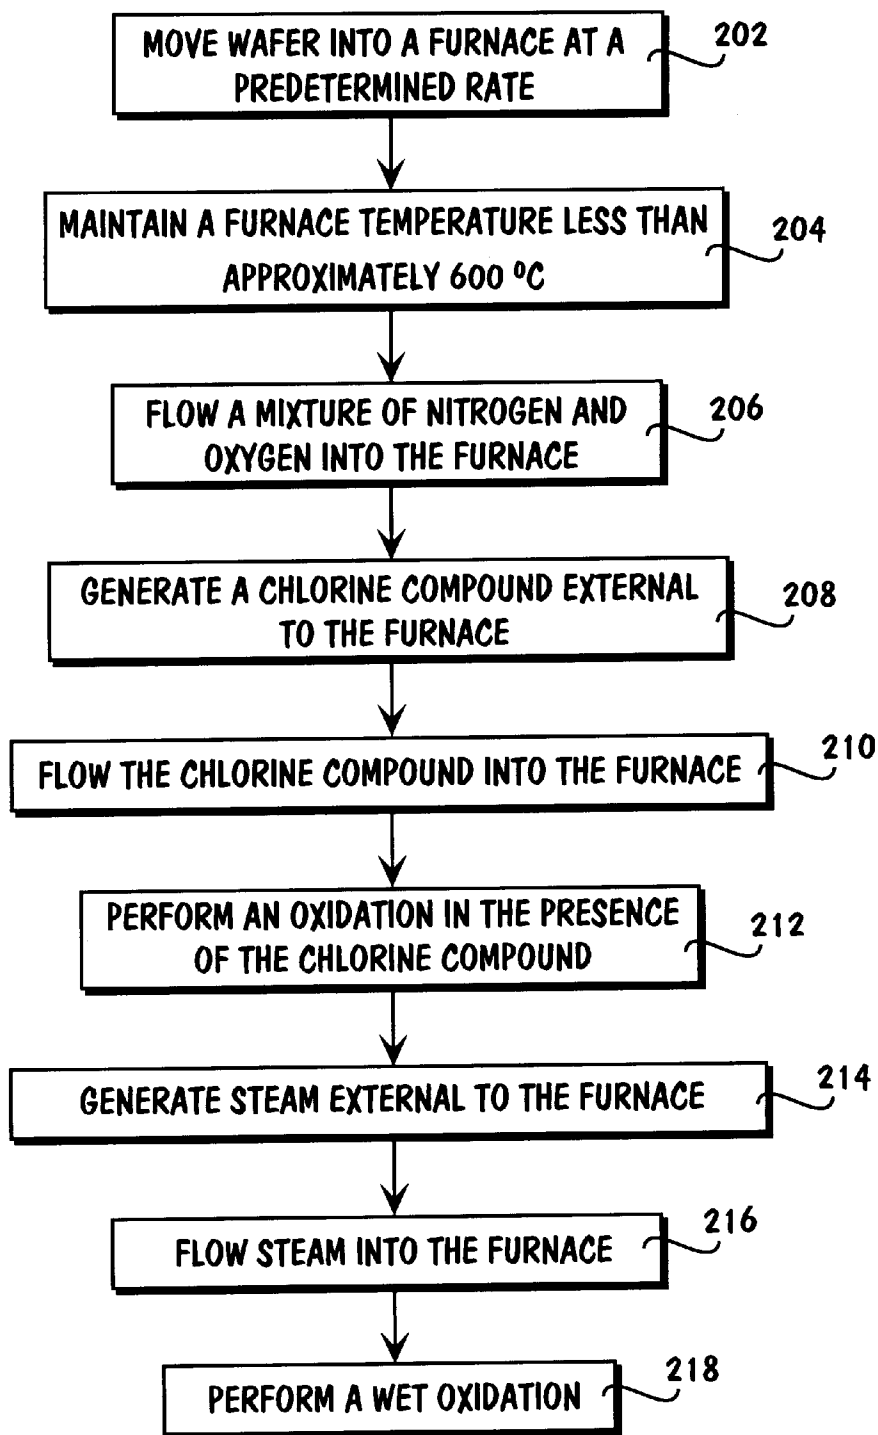 MOVE WAFER INTO A FURNACE AT A
PREDETERMINED RATE
202
MAINTAIN A FURNACE TEMPERATURE LESS THAN
APPROXIMATELY 600 ºC
204
FLOW A MIXTURE OF NITROGEN AND
OXYGEN INTO THE FURNACE
206
GENERATE A CHLORINE COMPOUND EXTERNAL
TO THE FURNACE
208
FLOW THE CHLORINE COMPOUND INTO THE FURNACE
210
PERFORM AN OXIDATION IN THE PRESENCE
OF THE CHLORINE COMPOUND
212
GENERATE STEAM EXTERNAL TO THE FURNACE
214
FLOW STEAM INTO THE FURNACE
216
PERFORM A WET OXIDATION
218